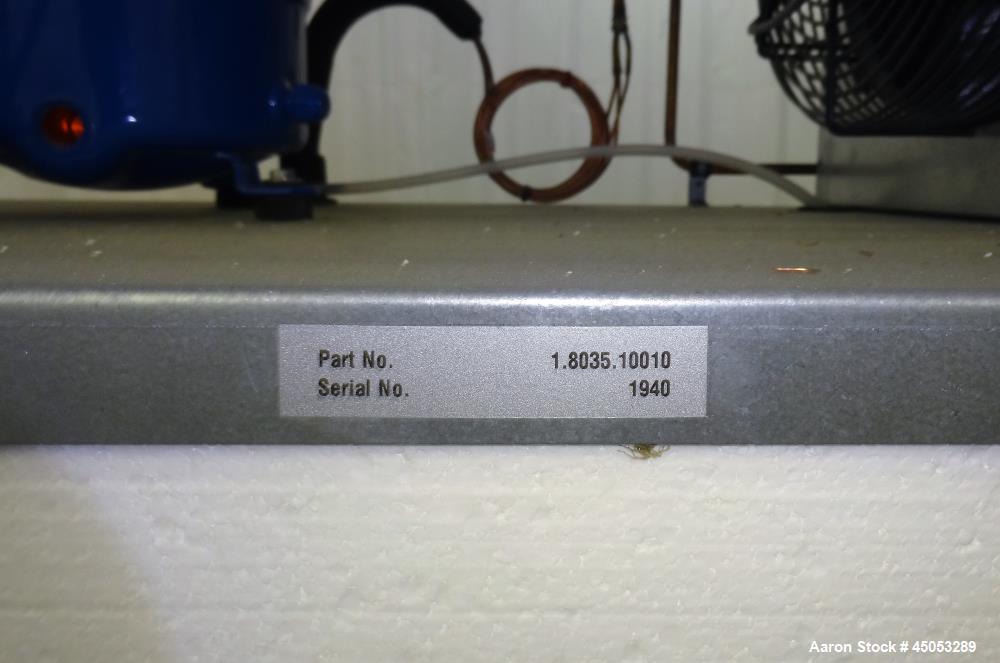 Part No. 1.8035.10010
Serial No. 1940
Aaron Stock # 45053289